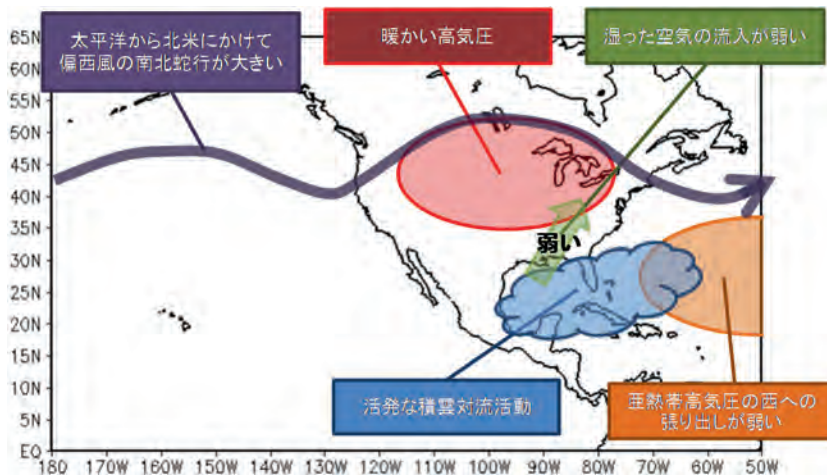 太平洋から北米にかけて
偏西風の南北蛇行が大きい
暖かい高気圧
湿った空気の流入が弱い
65N
60N
55N
50N
45N
40N
35N
30N
25N
20N
15N
10N
5N
EQ
弱い
活発な積雲対流活動
亜熱帯高気圧の西への
張り出しが弱い
180
170W
160W
150W
140W
130W
120W
110W
100W
90W
80W
70W
60W
50W